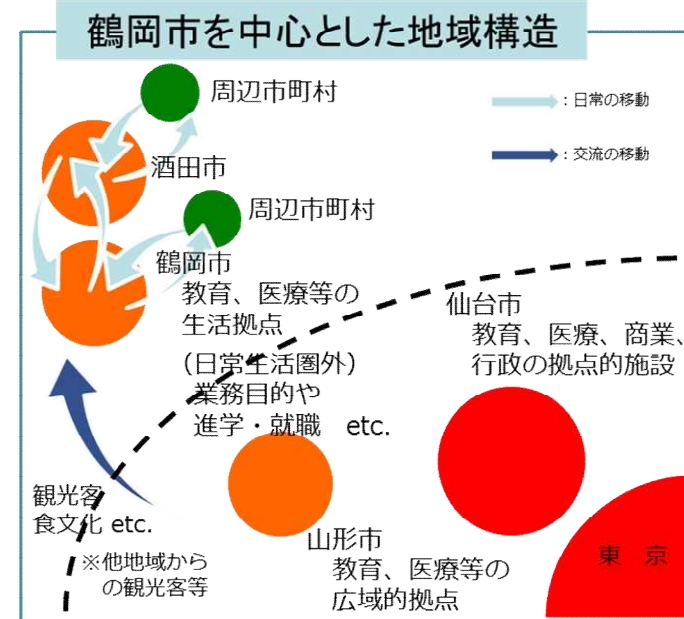 鶴岡市を中心とした地域構造
周辺市町村
：日常の移動
：交流の移動
酒田市
周辺市町村
鶴岡市
教育、医療等の
生活拠点
(日常生活圏外)
業務目的や
進学・就職　etc.
仙台市
教育、医療、商業、
行政の拠点的施設
観光客
食文化 etc.
※他地域から
の観光客等
山形市
教育、医療等の
広域的拠点
東　京